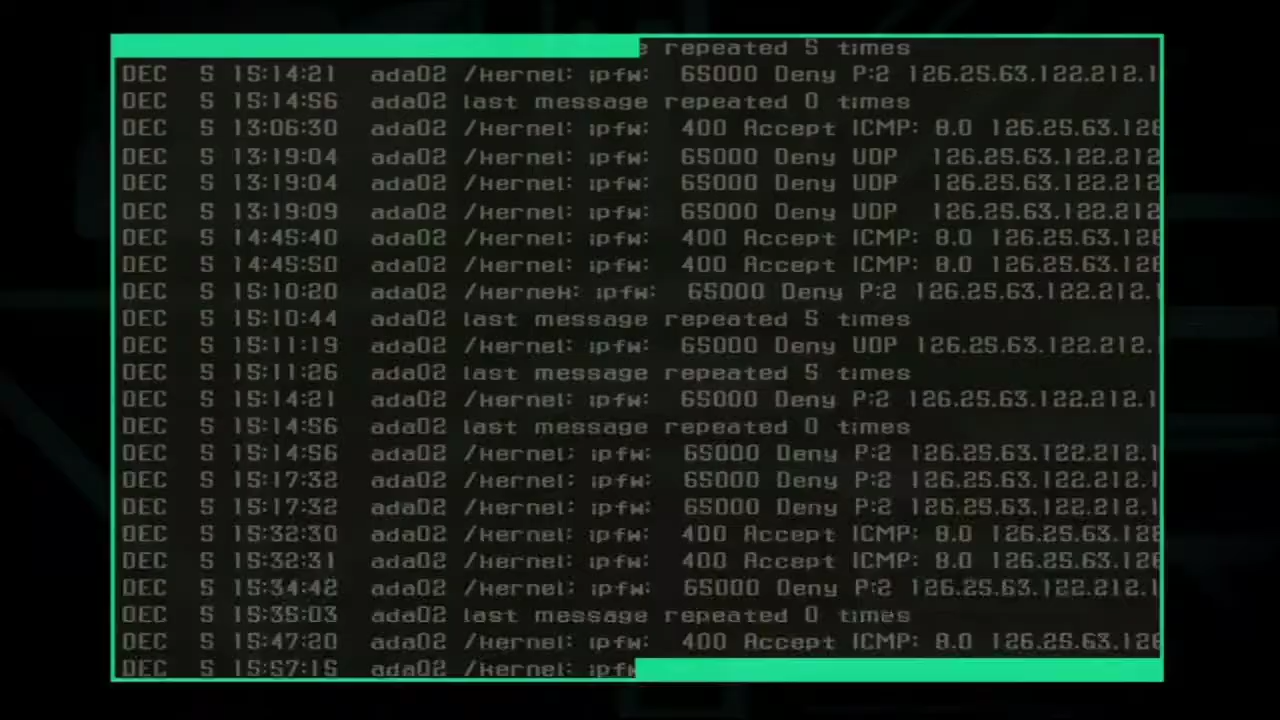 repeated 5 times
DEC 5 15:14:21 ada02 /kernel: ipfw: 65000 Deny P:2 126.25.63.122.212.1
DEC 5 15:14:56 ada02 last message repeated 0 times
DEC 5 13:06:30 ada02 /kernel: ipfw: 400 Accept ICMP: 8.0 126.25.63.128
DEC 5 13:19:04 ada02 /kernel: ipfw: 65000 Deny UDP 126.25.63.122.212
DEC 5 13:19:04 ada02 /kernel: ipfw: 65000 Deny UDP 126.25.63.122.212
DEC 5 13:19:09 ada02 /kernel: ipfw: 65000 Deny UDP 126.25.63.122.212
DEC 5 14:45:40 ada02 /kernel: ipfw: 400 Accept ICMP: 8.0 126.25.63.128
DEC 5 14:45:50 ada02 /kernel: ipfw: 400 Accept ICMP: 8.0 126.25.63.128
DEC 5 15:10:20 ada02 /kernek: ipfw: 65000 Deny P:2 126.25.63.122.212.1
DEC 5 15:10:44 ada02 last message repeated 5 times
DEC 5 15:11:19 ada02 /kernel: ipfw: 65000 Deny UDP 126.25.63.122.212.
DEC 5 15:11:26 ada02 last message repeated 5 times
DEC 5 15:14:21 ada02 /kernel: ipfw: 65000 Deny P:2 126.25.63.122.212.1
DEC 5 15:14:56 ada02 last message repeated 0 times
DEC 5 15:14:56 ada02 /kernel: ipfw: 65000 Deny P:2 126.25.63.122.212.1
DEC 5 15:17:32 ada02 /kernel: ipfw: 65000 Deny P:2 126.25.63.122.212.1
DEC 5 15:17:32 ada02 /kernel: ipfw: 65000 Deny P:2 126.25.63.122.212.1
DEC 5 15:32:30 ada02 /kernel: ipfw: 400 Accept ICMP: 8.0 126.25.63.128
DEC 5 15:32:31 ada02 /kernel: ipfw: 400 Accept ICMP: 8.0 126.25.63.128
DEC 5 15:34:42 ada02 /kernel: ipfw: 65000 Deny P:2 126.25.63.122.212.1
DEC 5 15:35:03 ada02 last message repeated 0 times
DEC 5 15:47:20 ada02 /kernel: ipfw: 400 Accept ICMP: 8.0 126.25.63.128
DEC 5 15:57:15 ada02 /kernel: ipfw